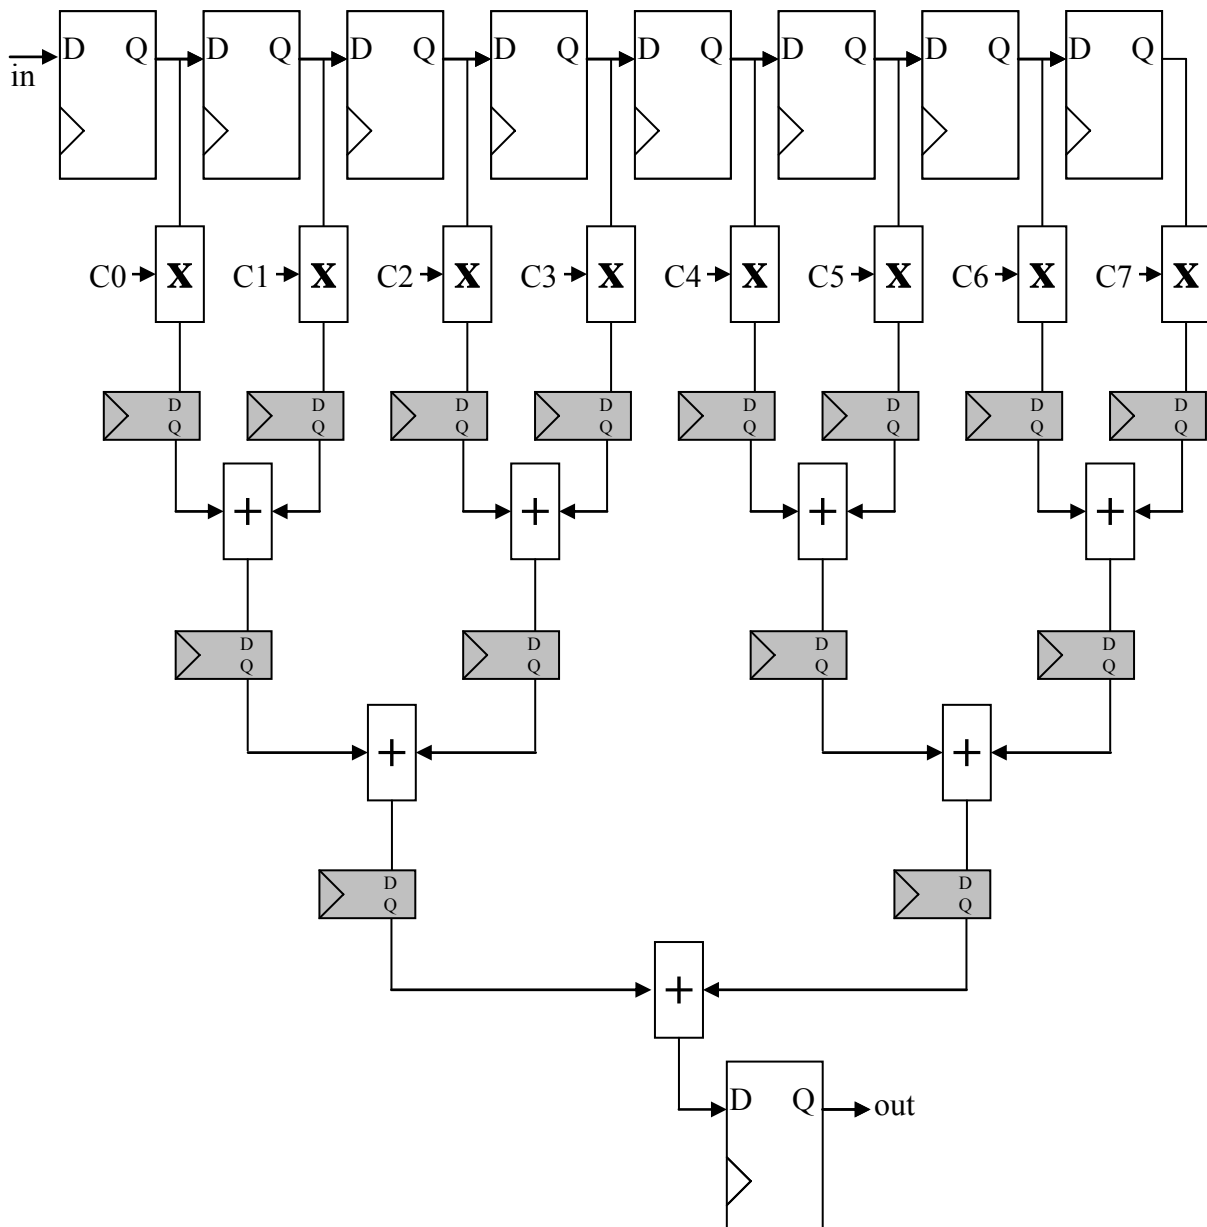 D Q D Q D Q D Q D Q D Q D Q D Q
in
C0 X C1 X C2 X C3 X C4 X C5 X C6 X C7 X
D D D D D D D D
Q Q Q Q Q Q Q Q
+ + + +
D D D D
Q Q Q Q
+ +
D D
Q Q
+
D Q out